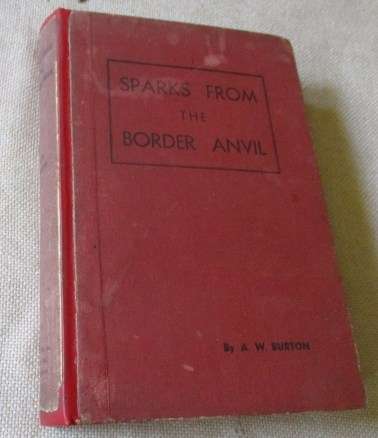 SPARKS FROM
THE
BORDER ANVIL
By A. W. BURTON